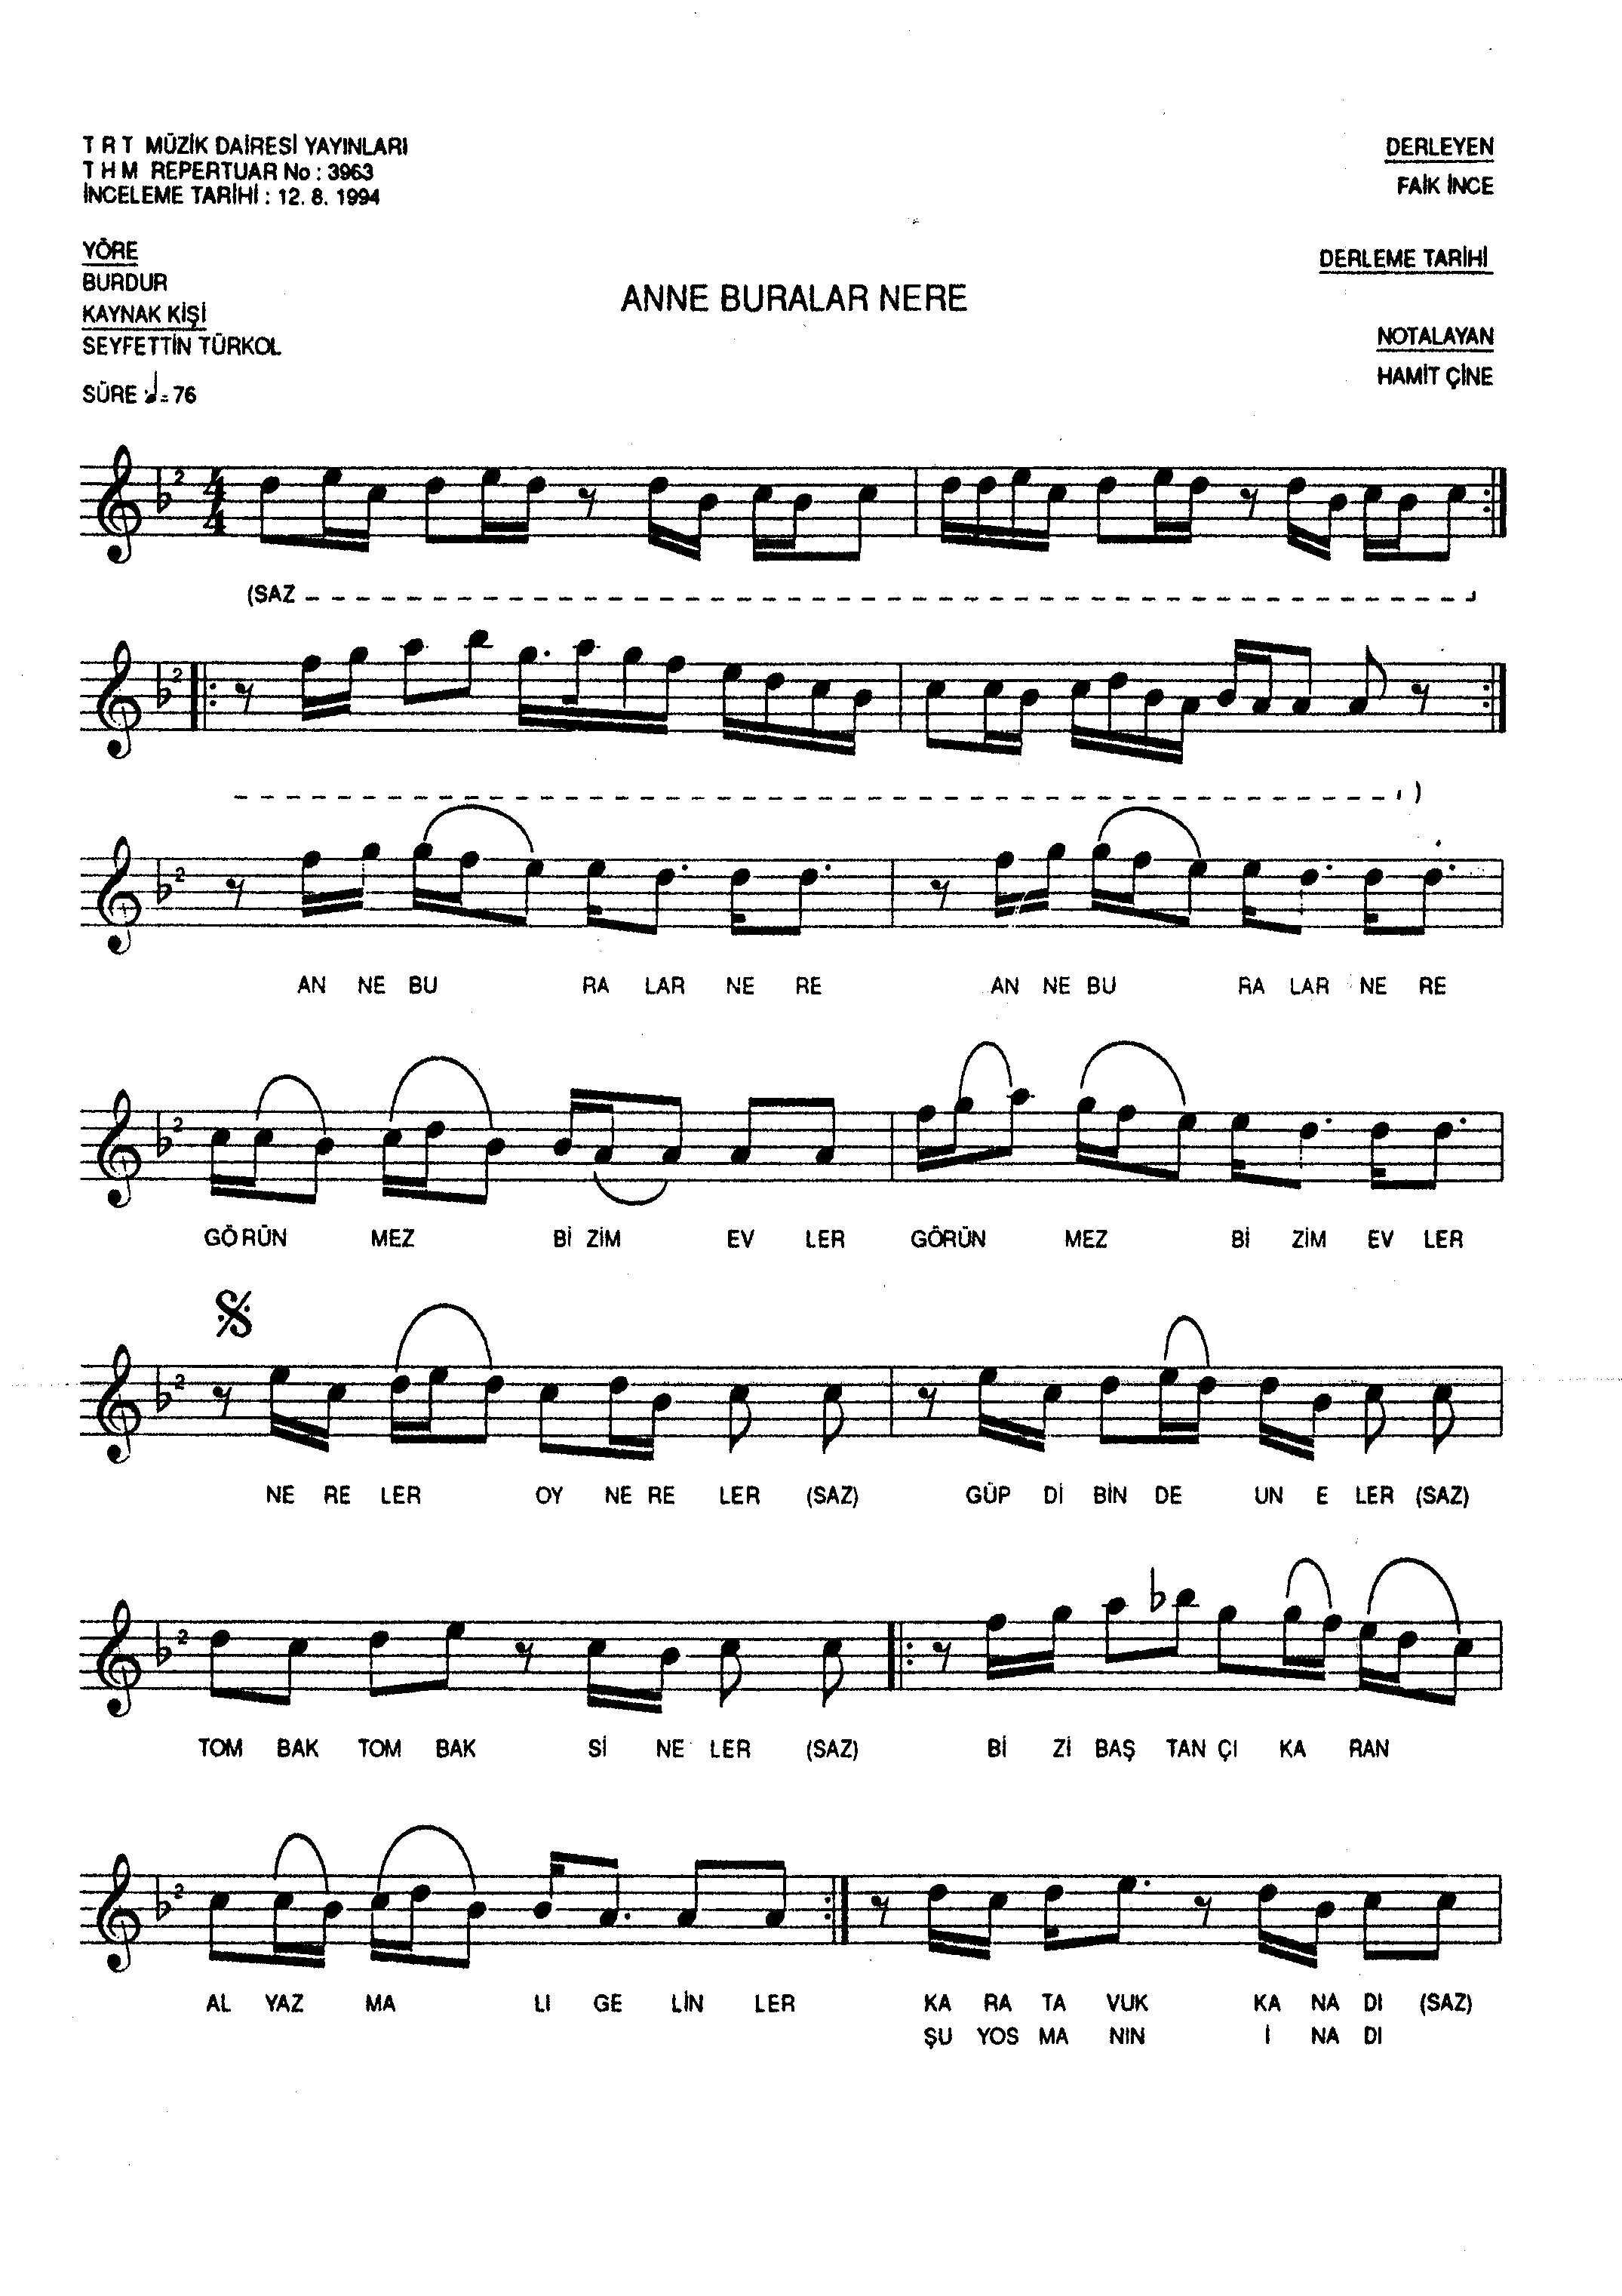 T R T MÜZİK DAİRESİ YAYINLARI
T H M REPERTUAR No : 3963
İNCELEME TARİHİ : 12. 8. 1994
DERLEYEN
FAİK İNCE
YÖRE
BURDUR
KAYNAK KİŞİ
SEYFETTİN TÜRKOL
SÜRE : ♩ = 76
ANNE BURALAR NERE
DERLEME TARİHİ
NOTALAYAN
HAMİT ÇİNE
(SAZ
)
AN NE BU RA LAR NE RE AN NE BU RA LAR NE RE
GÖ RÜN MEZ Bİ ZİM EV LER GÖRÜN MEZ Bİ ZİM EV LER
NE RE LER OY NE RE LER (SAZ) GÜP Dİ BİN DE UN E LER (SAZ)
TOM BAK TOM BAK Sİ NE LER (SAZ) Bİ Zİ BAŞ TAN ÇI KA RAN
AL YAZ MA LI GE LİN LER KA RA TA VUK KA NA DI (SAZ)
ŞU YOS MA NIN İ NA DI